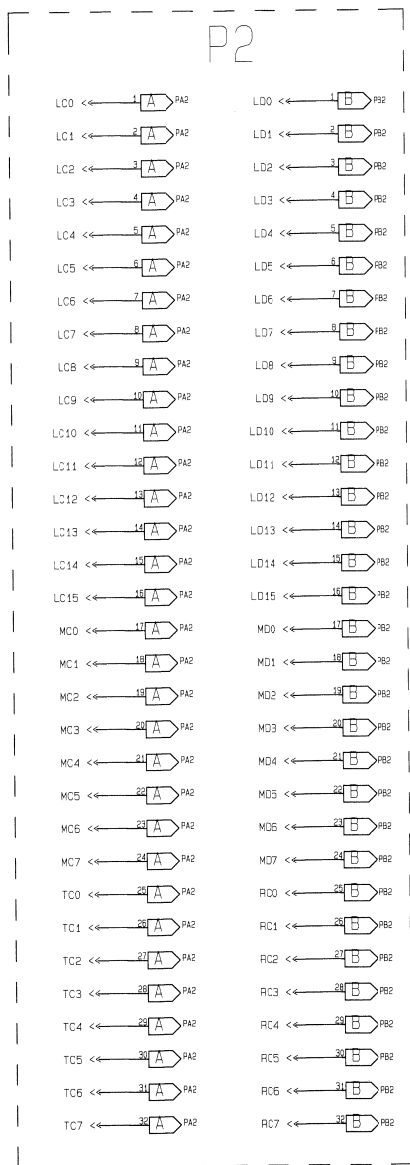 P2
LC0 << 1 A PA2 LD0 << 1 B PB2
LC1 << 2 A PA2 LD1 << 2 B PB2
LC2 << 3 A PA2 LD2 << 3 B PB2
LC3 << 4 A PA2 LD3 << 4 B PB2
LC4 << 5 A PA2 LD4 << 5 B PB2
LC5 << 6 A PA2 LD5 << 6 B PB2
LC6 << 7 A PA2 LD6 << 7 B PB2
LC7 << 8 A PA2 LD7 << 8 B PB2
LC8 << 9 A PA2 LD8 << 9 B PB2
LC9 << 10 A PA2 LD9 << 10 B PB2
LC10 << 11 A PA2 LD10 << 11 B PB2
LC11 << 12 A PA2 LD11 << 12 B PB2
LC12 << 13 A PA2 LD12 << 13 B PB2
LC13 << 14 A PA2 LD13 << 14 B PB2
LC14 << 15 A PA2 LD14 << 15 B PB2
LC15 << 16 A PA2 LD15 << 16 B PB2
MC0 << 17 A PA2 MD0 << 17 B PB2
MC1 << 18 A PA2 MD1 << 18 B PB2
MC2 << 19 A PA2 MD2 << 19 B PB2
MC3 << 20 A PA2 MD3 << 20 B PB2
MC4 << 21 A PA2 MD4 << 21 B PB2
MC5 << 22 A PA2 MD5 << 22 B PB2
MC6 << 23 A PA2 MD6 << 23 B PB2
MC7 << 24 A PA2 MD7 << 24 B PB2
TC0 << 25 A PA2 RC0 << 25 B PB2
TC1 << 26 A PA2 RC1 << 26 B PB2
TC2 << 27 A PA2 RC2 << 27 B PB2
TC3 << 28 A PA2 RC3 << 28 B PB2
TC4 << 29 A PA2 RC4 << 29 B PB2
TC5 << 30 A PA2 RC5 << 30 B PB2
TC6 << 31 A PA2 RC6 << 31 B PB2
TC7 << 32 A PA2 RC7 << 32 B PB2